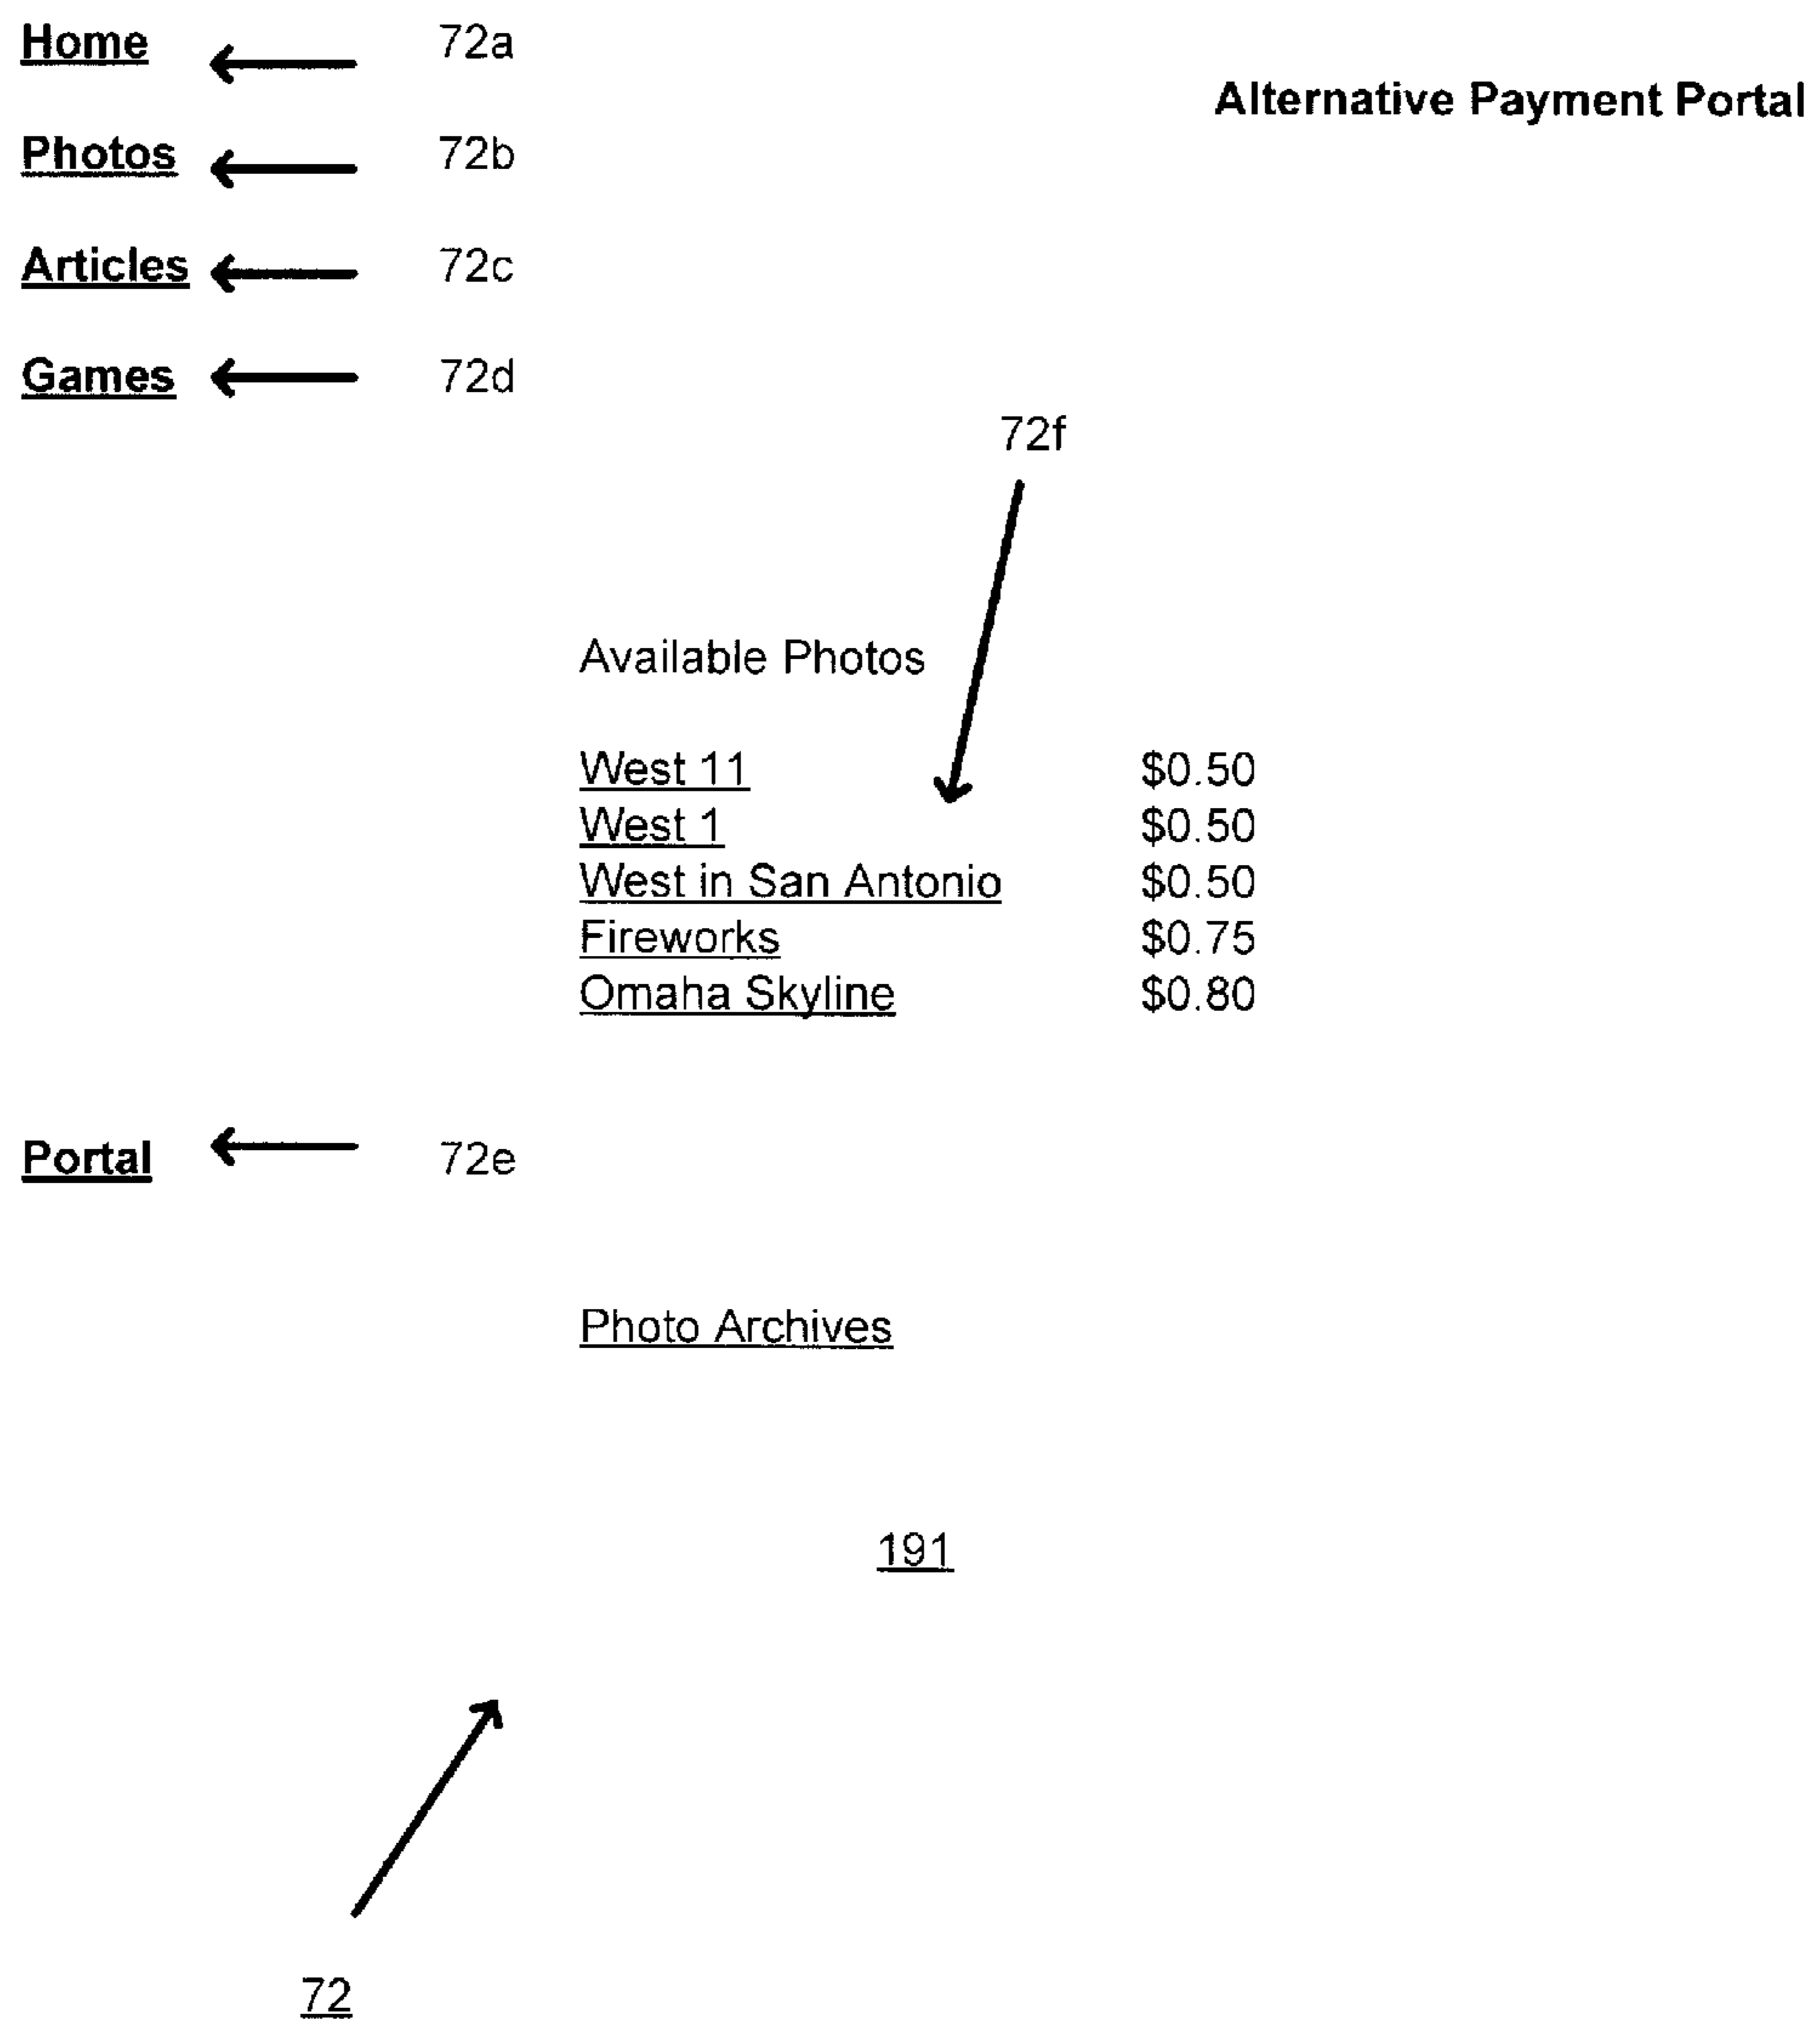 Home 72a
Alternative Payment Portal
Photos 72b
Articles 72c
Games 72d
72f
Available Photos
West 11 $0.50
West 1 $0.50
West in San Antonio $0.50
Fireworks $0.75
Omaha Skyline $0.80
Portal 72e
Photo Archives
191
72